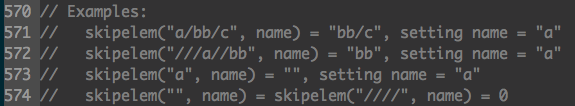 570 // Examples:
571 //   skipelem("a/bb/c", name) = "bb/c", setting name = "a"
572 //   skipelem("///a//bb", name) = "bb", setting name = "a"
573 //   skipelem("a", name) = "", setting name = "a"
574 //   skipelem("", name) = skipelem("////", name) = 0